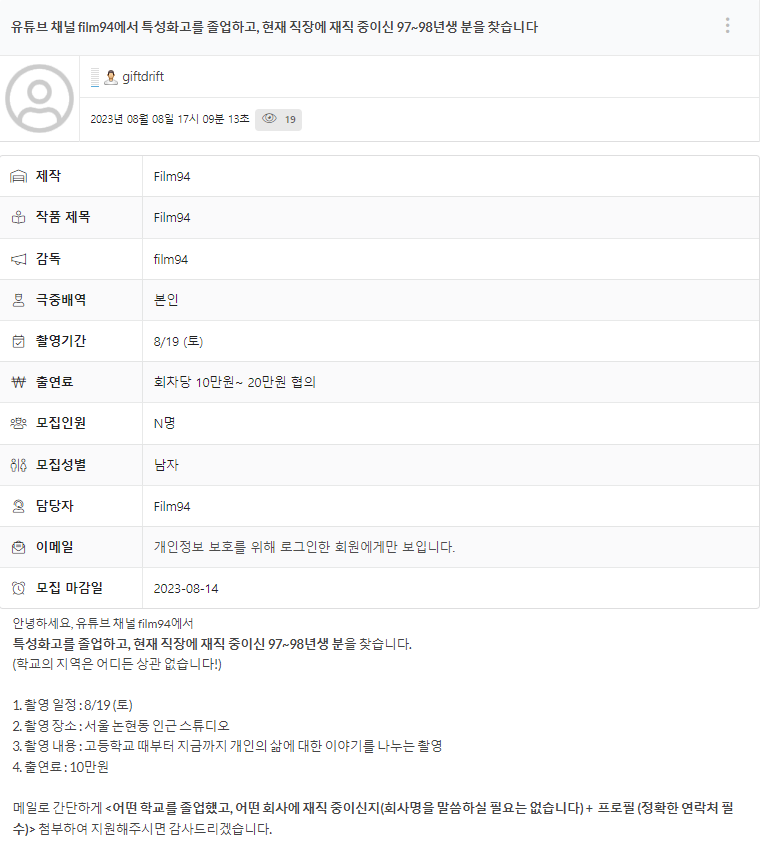 유튜브 채널 film94에서 특성화고를 졸업하고, 현재 직장에 재직 중이신 97~98년생 분을 찾습니다
giftdrift
2023년 08월 08일 17시 09분 13초 19
제작 Film94
작품 제목 Film94
감독 film94
극중배역 본인
촬영기간 8/19 (토)
출연료 회차당 10만원~ 20만원 협의
모집인원 N명
모집성별 남자
담당자 Film94
이메일 개인정보 보호를 위해 로그인한 회원에게만 보입니다.
모집 마감일 2023-08-14
안녕하세요, 유튜브 채널 film94에서
특성화고를 졸업하고, 현재 직장에 재직 중이신 97~98년생 분을 찾습니다.
(학교의 지역은 어디든 상관 없습니다!)
1. 촬영 일정 : 8/19 (토)
2. 촬영 장소 : 서울 논현동 인근 스튜디오
3. 촬영 내용 : 고등학교 때부터 지금까지 개인의 삶에 대한 이야기를 나누는 촬영
4. 출연료 : 10만원
메일로 간단하게 <어떤 학교를 졸업했고, 어떤 회사에 재직 중이신지(회사명을 말씀하실 필요는 없습니다) + 프로필 (정확한 연락처 필
수)> 첨부하여 지원해주시면 감사드리겠습니다.